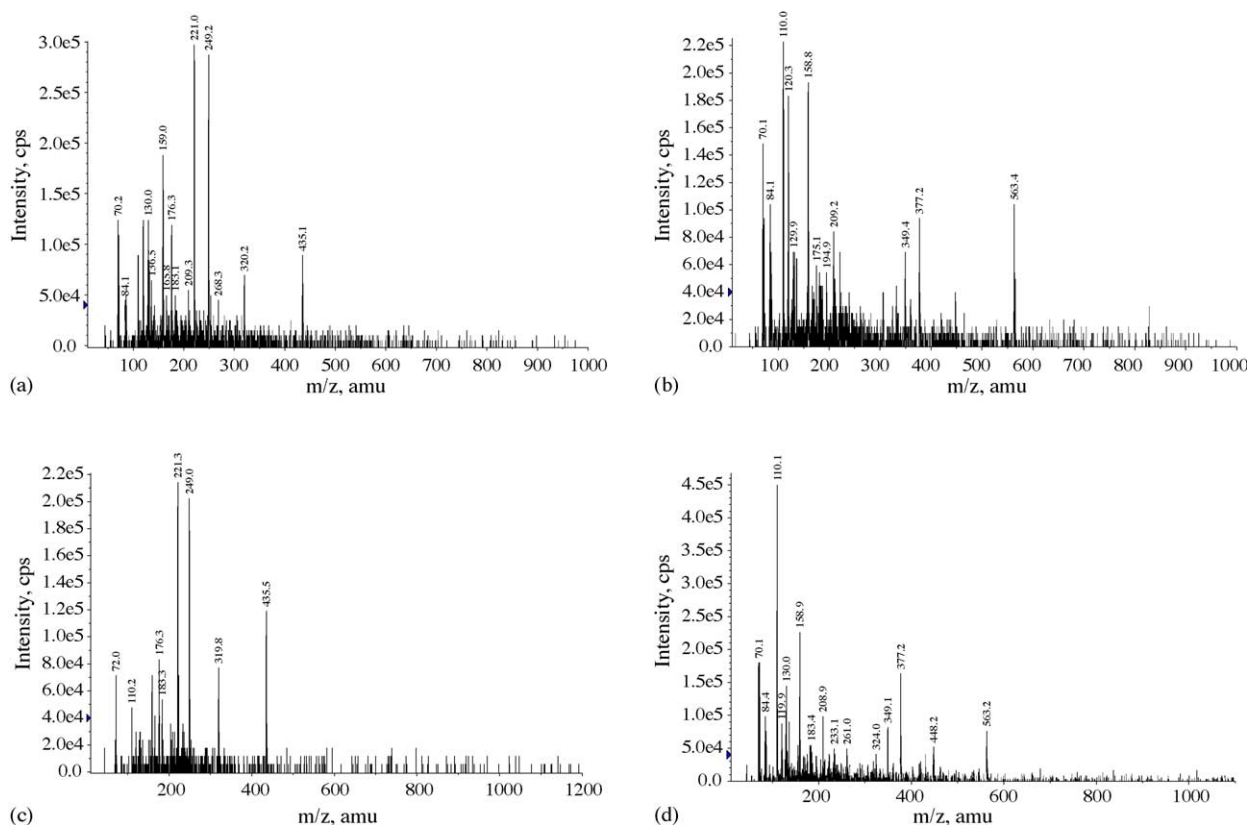 3.0e5
2.5e5
2.0e5
1.5e5
1.0e5
5.0e4
0.0
Intensity, cps
70.2
84.1
130.0
136.5
159.0
165.8
176.3
183.1
209.3
221.0
249.2
268.3
320.2
435.1
100 200 300 400 500 600 700 800 900 1000
m/z, amu
(a)
2.2e5
2.0e5
1.8e5
1.6e5
1.4e5
1.2e5
1.0e5
8.0e4
6.0e4
4.0e4
2.0e4
0.0
Intensity, cps
70.1
84.1
110.0
120.3
129.9
158.8
175.1
194.9
209.2
349.4
377.2
563.4
100 200 300 400 500 600 700 800 900 1000
m/z, amu
(b)
2.2e5
2.0e5
1.8e5
1.6e5
1.4e5
1.2e5
1.0e5
8.0e4
6.0e4
4.0e4
2.0e4
0.0
Intensity, cps
72.0
110.2
176.3
183.3
221.3
249.0
319.8
435.5
200 400 600 800 1000 1200
m/z, amu
(c)
4.5e5
4.0e5
3.5e5
3.0e5
2.5e5
2.0e5
1.5e5
1.0e5
5.0e4
0.0
Intensity, cps
70.1
84.4
110.1
119.9
130.0
158.9
183.4
208.9
233.1
261.0
324.0
349.1
377.2
448.2
563.2
200 400 600 800 1000
m/z, amu
(d)